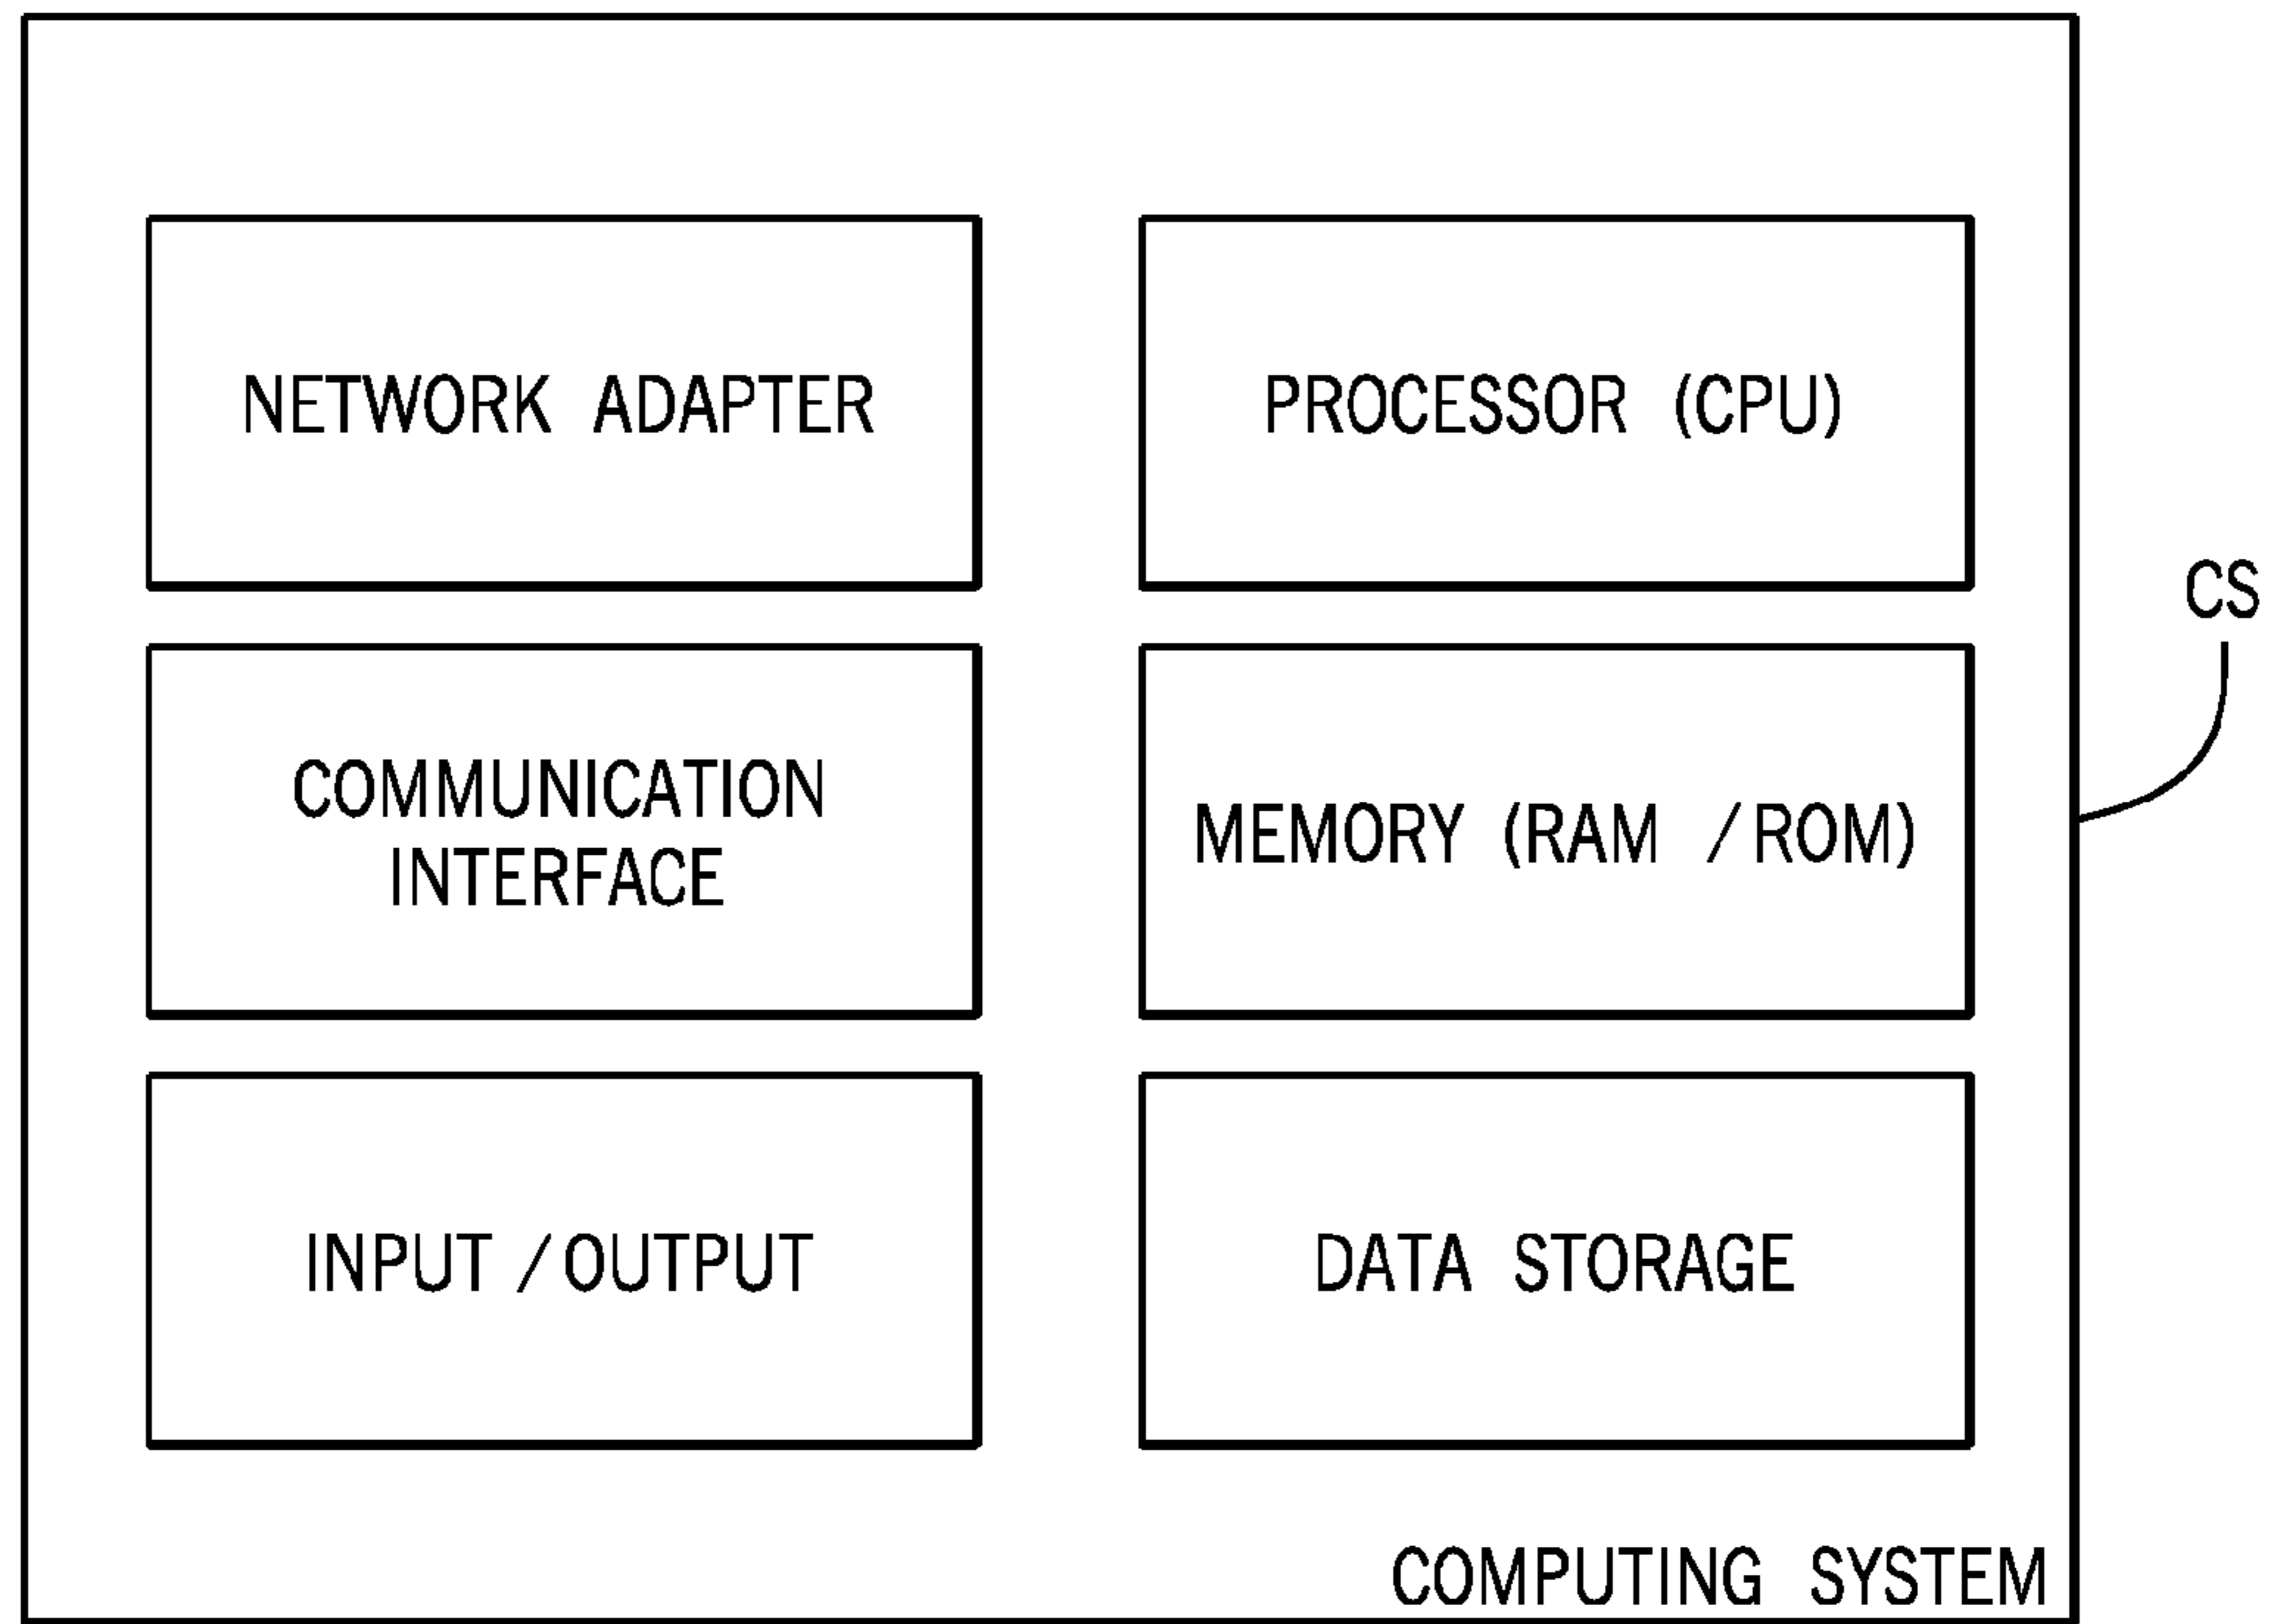 NETWORK ADAPTER
PROCESSOR (CPU)
CS
COMMUNICATION
INTERFACE
MEMORY (RAM /ROM)
INPUT /OUTPUT
DATA STORAGE
COMPUTING SYSTEM